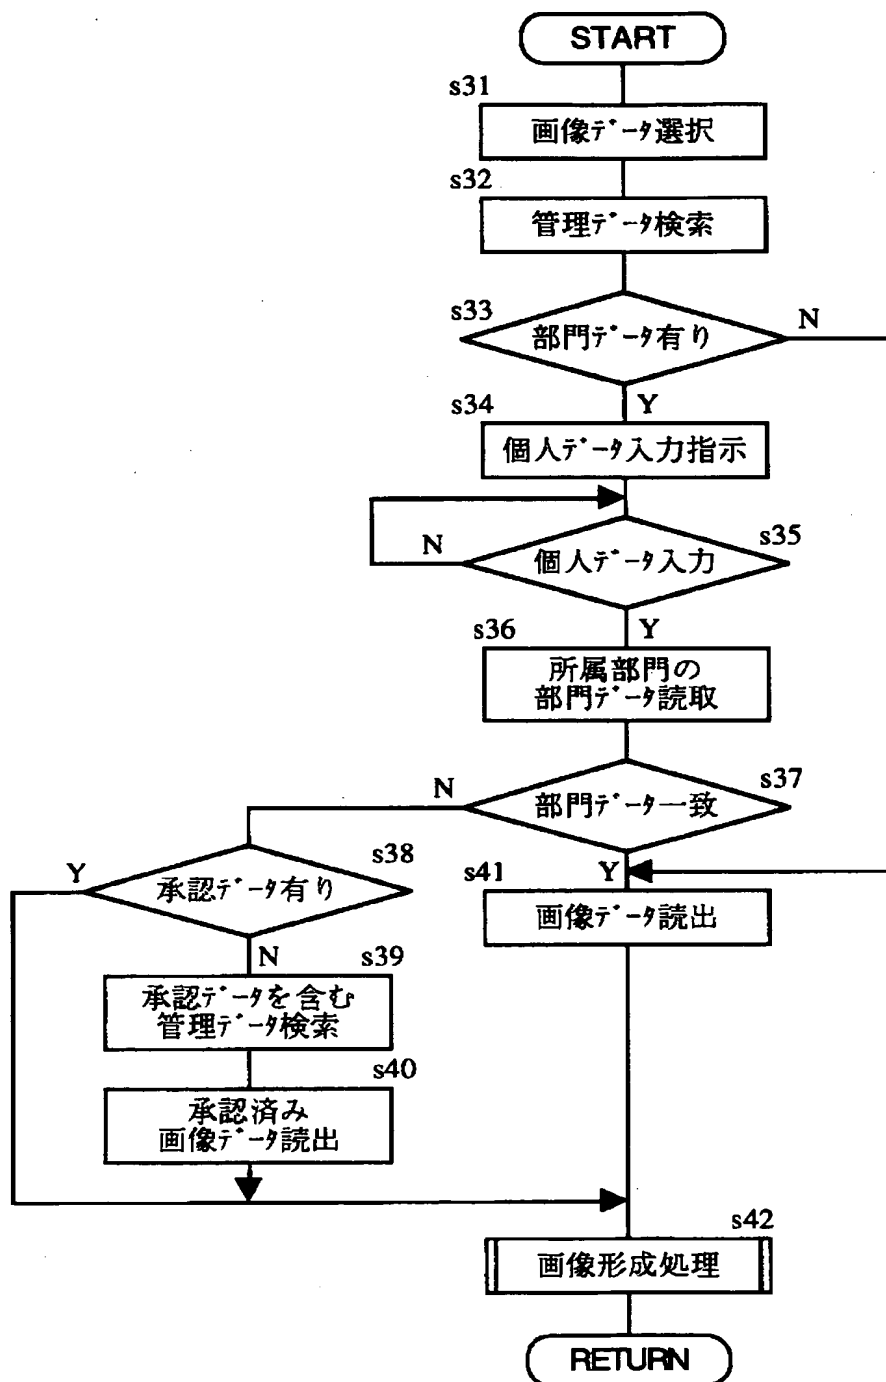 START
s31
画像データ選択
s32
管理データ検索
s33
部門データ有り
N
Y
s34
個人データ入力指示
s35
個人データ入力
N
Y
s36
所属部門の
部門データ読取
s37
部門データ一致
N
Y
s38
承認データ有り
Y
N
s41
画像データ読出
s39
承認データを含む
管理データ検索
s40
承認済み
画像データ読出
s42
画像形成処理
RETURN